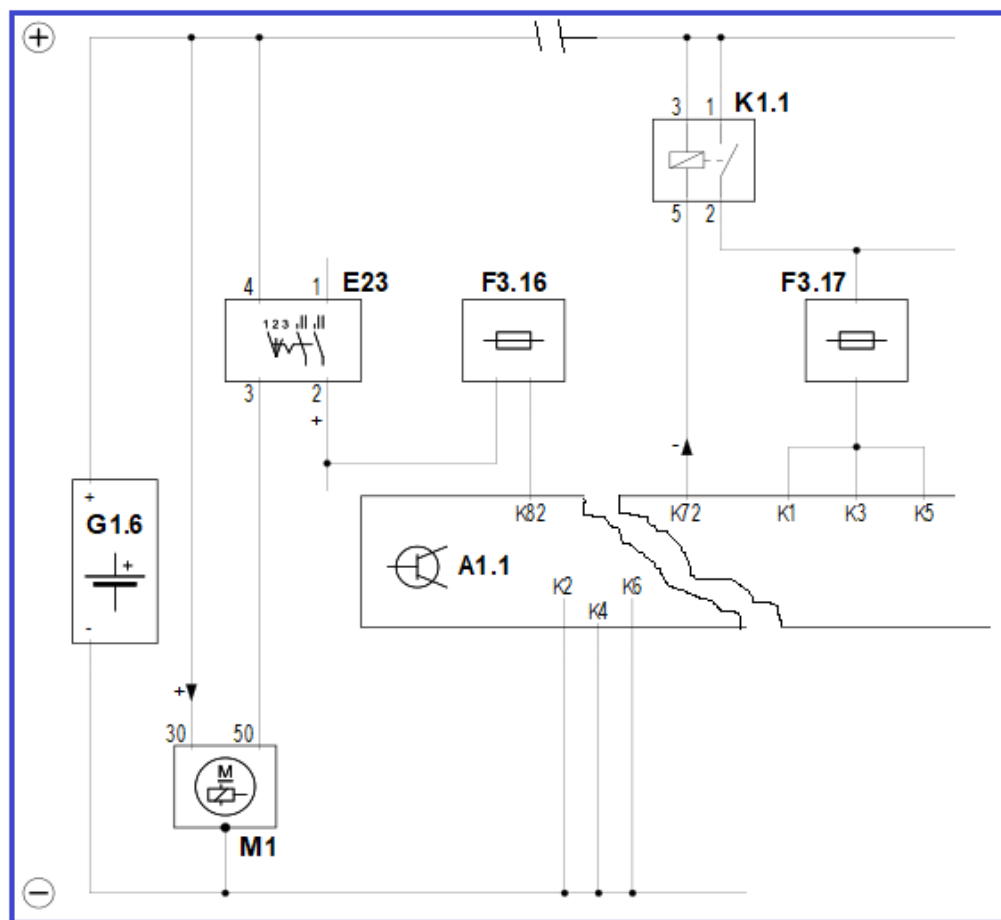 +
3 1 K1.1
5 2
4 1 E23 F3.16 F3.17
1 2 3 .II .II
3 2
+
-
+
G1.6
+
-
K82 K72 K1 K3 K5
A1.1
K2 K4 K6
+
30 50
M
M1
-